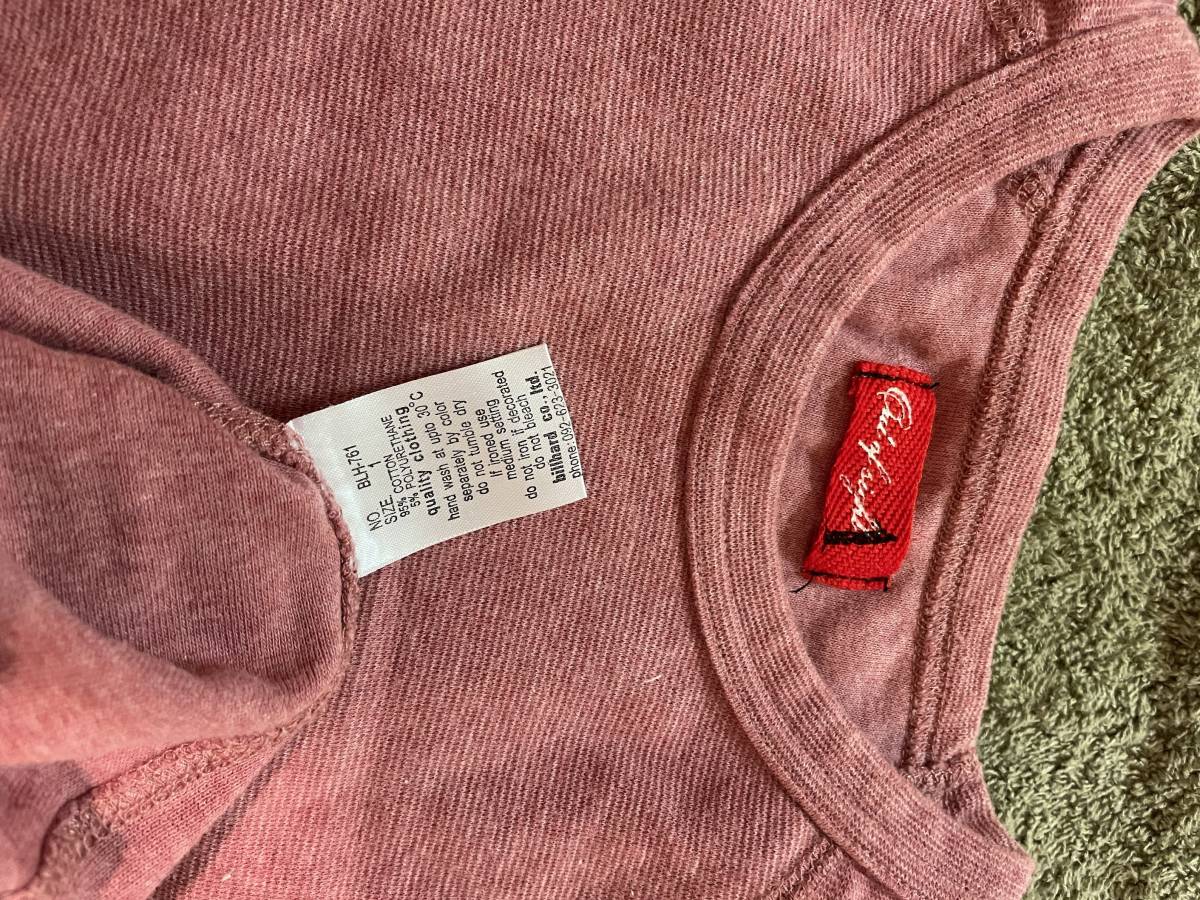 NO BLH-761
SIZE 1
95% COTTON
5% POLYURETHANE
quality clothing
hand wash at upto 30°C
separately by color
do not tumble dry
if ironed use
medium setting
do not iron if decorated
do not bleach
billhard co., ltd.
phone: 092-623-3021